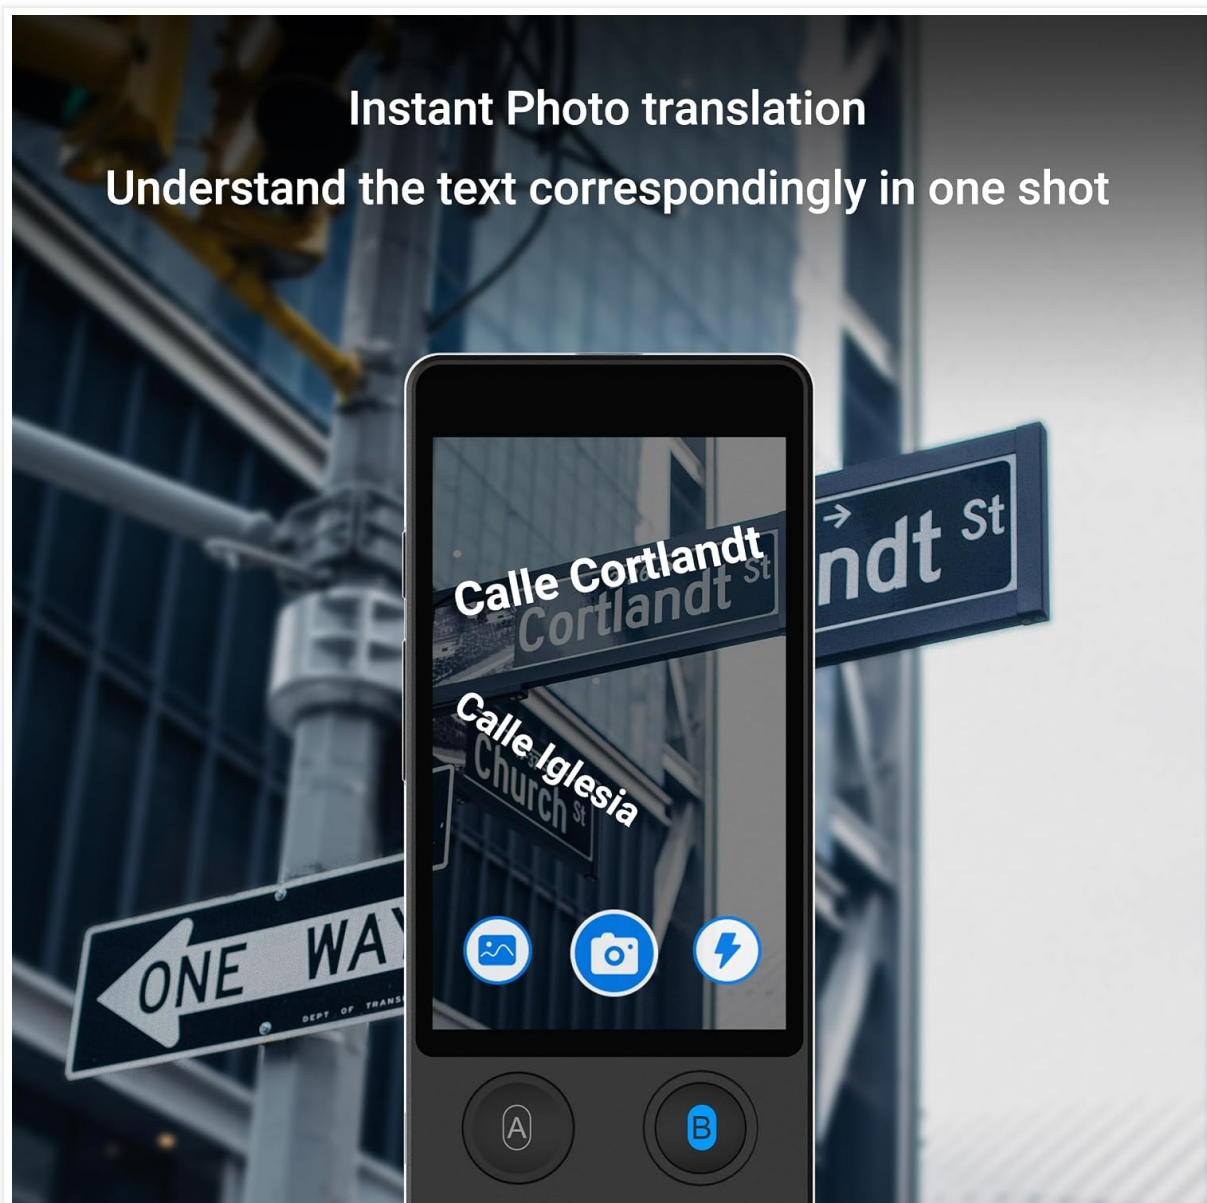 Instant Photo translation
Understand the text correspondingly in one shot
Calle Cortlandt
Cortlandt St
ndt St
Calle Iglesia
Church St
ONE WAY
DEPT OF TRANS
A
B